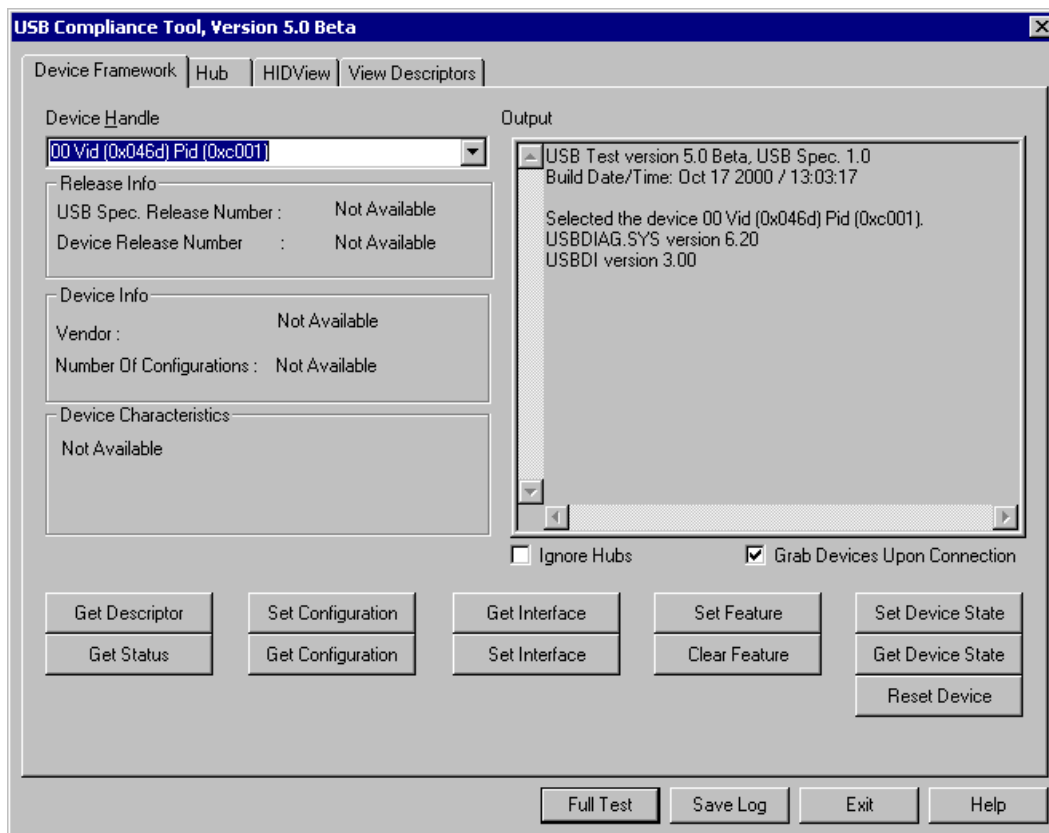 USB Compliance Tool, Version 5.0 Beta
Device Framework
Hub
HIDView
View Descriptors
Device Handle
00 Vid (0x046d) Pid (0xc001)
Release Info
USB Spec. Release Number : Not Available
Device Release Number : Not Available
Device Info
Vendor : Not Available
Number Of Configurations : Not Available
Device Characteristics
Not Available
Output
USB Test version 5.0 Beta, USB Spec. 1.0
Build Date/Time: Oct 17 2000 / 13:03:17
Selected the device 00 Vid (0x046d) Pid (0xc001).
USBDIAG.SYS version 6.20
USBDI version 3.00
Ignore Hubs
Grab Devices Upon Connection
Get Descriptor
Set Configuration
Get Interface
Set Feature
Set Device State
Get Status
Get Configuration
Set Interface
Clear Feature
Get Device State
Reset Device
Full Test
Save Log
Exit
Help